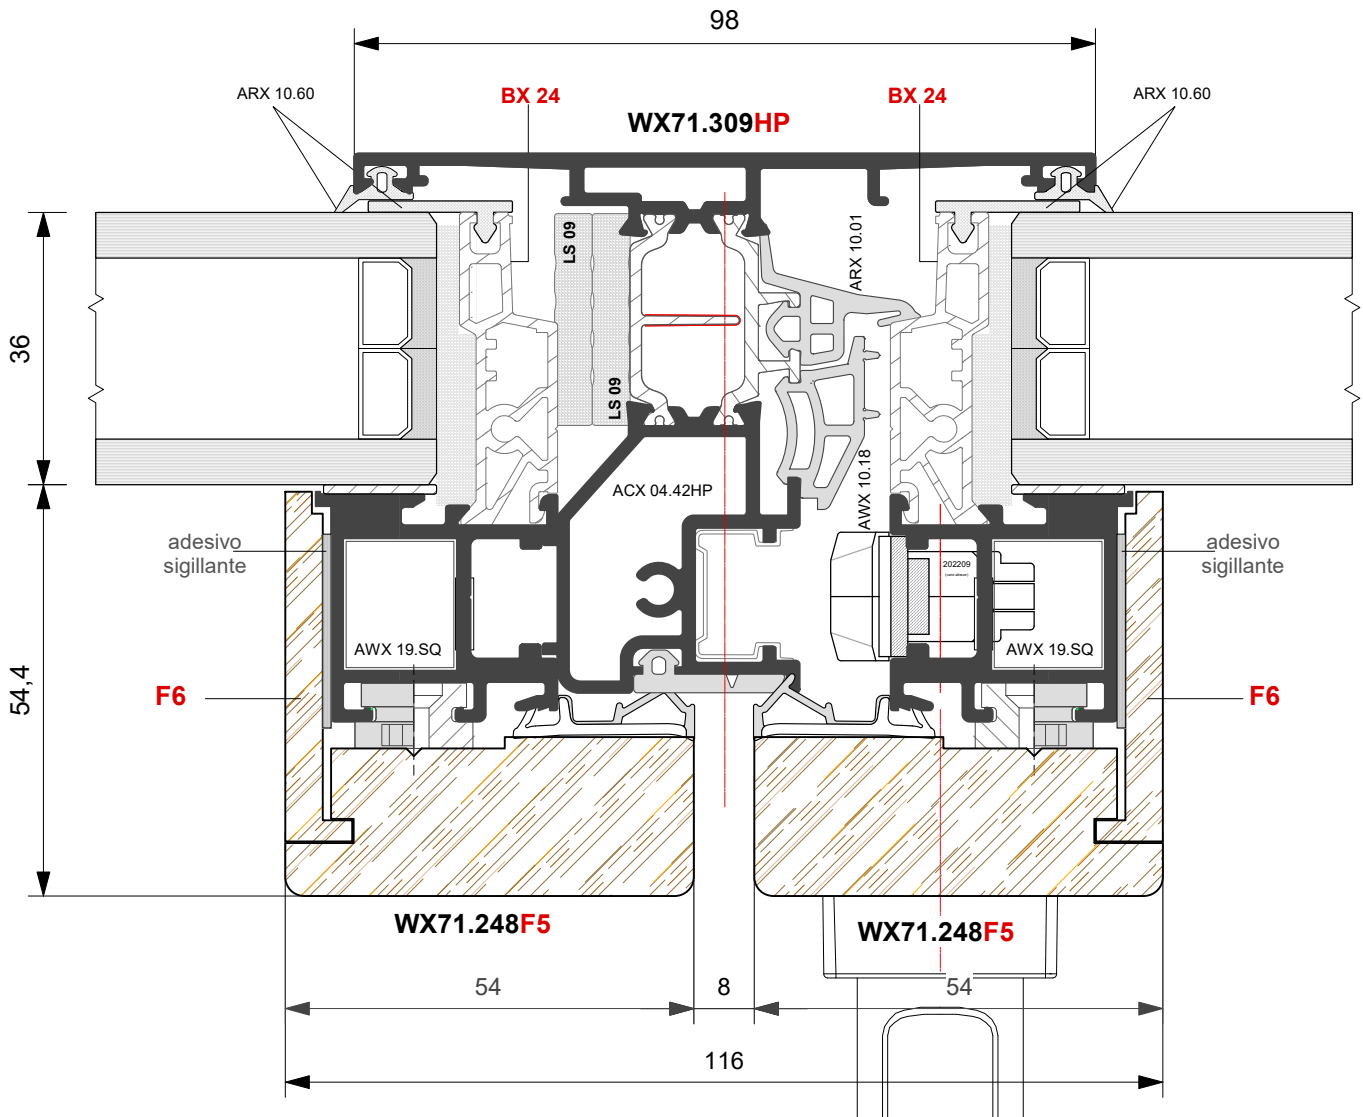 98
ARX 10.60
BX 24
BX 24
ARX 10.60
WX71.309HP
LS 09
ARX 10.01
36
LS 09
ACX 04.42HP
AWX 10.18
adesivo
sigillante
202209
adesivo
sigillante
AWX 19.SQ
AWX 19.SQ
54,4
F6
F6
WX71.248F5
WX71.248F5
54
8
54
116